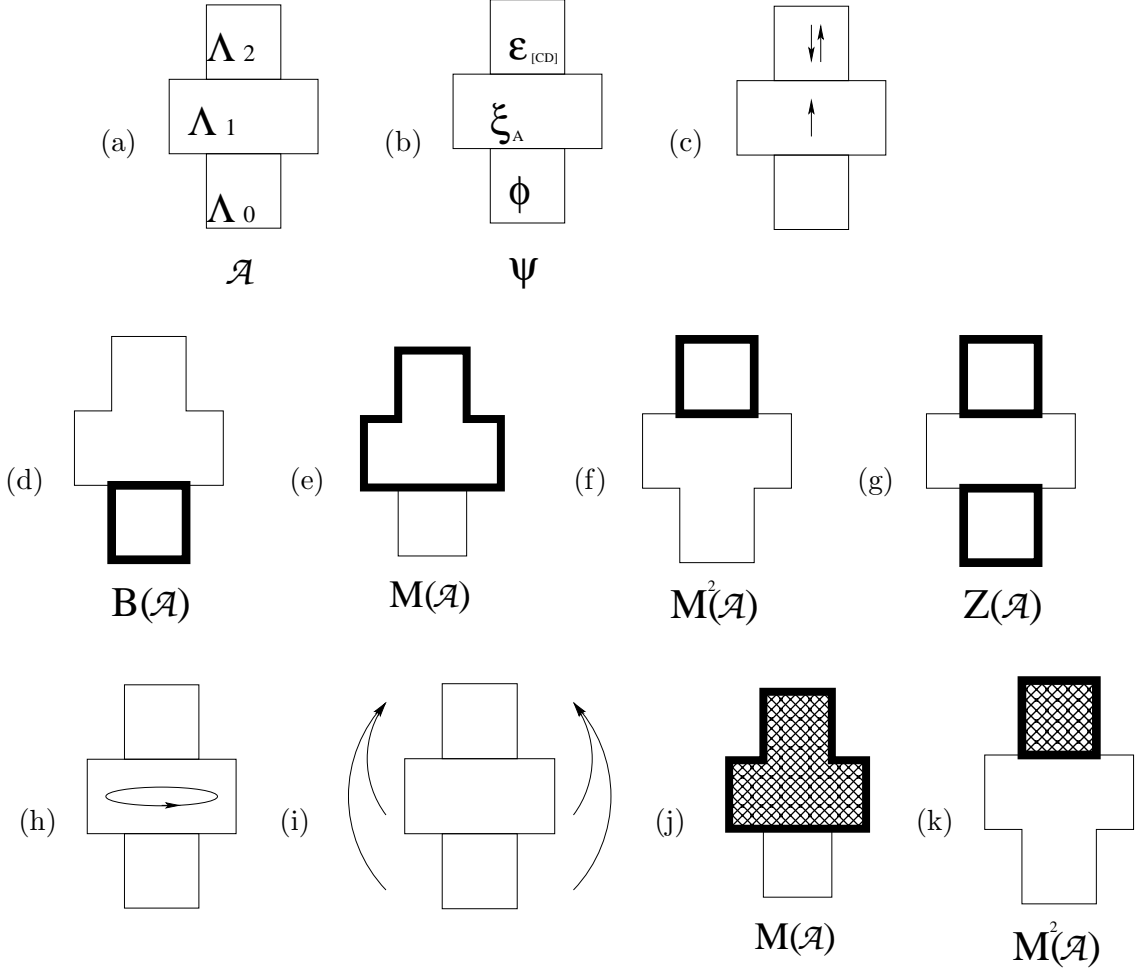 Λ 2
Λ 1
Λ 0
(a)
𝒜
ε [CD]
ξ A
ϕ
(b)
ψ
(c)
(d)
B(𝒜)
(e)
M(𝒜)
(f)
M²(𝒜)
(g)
Z(𝒜)
(h)
(i)
(j)
M(𝒜)
(k)
M²(𝒜)